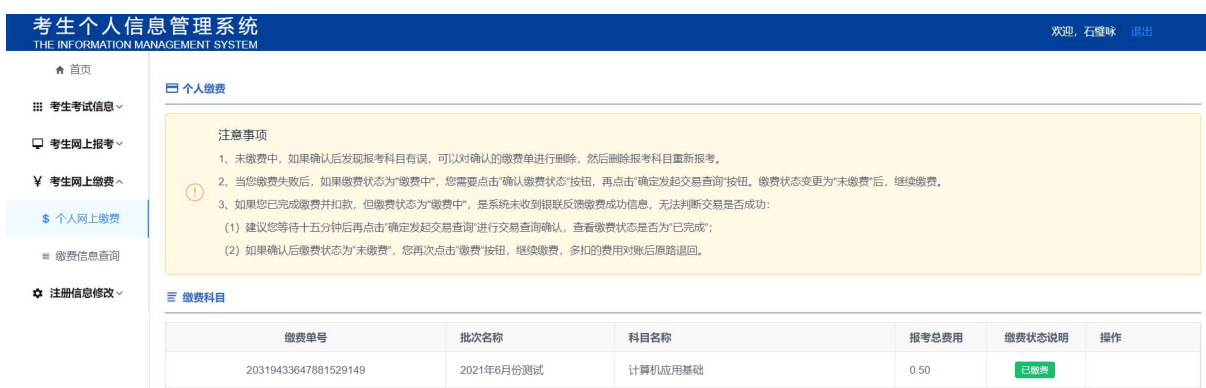 考生个人信息管理系统
THE INFORMATION MANAGEMENT SYSTEM
欢迎，石璧咏 退出
首页
考生考试信息
考生网上报考
考生网上缴费
个人网上缴费
缴费信息查询
注册信息修改
个人缴费
注意事项
1、未缴费中，如果确认后发现报考科目有误，可以对确认的缴费单进行删除，然后删除报考科目重新报考。
2、当您缴费失败后，如果缴费状态为"缴费中"，您需要点击"确认缴费状态"按钮，再点击"确定发起交易查询"按钮。缴费状态变更为"未缴费"后，继续缴费。
3、如果您已完成缴费并扣款，但缴费状态为"缴费中"，是系统未收到银联反馈缴费成功信息，无法判断交易是否成功：
(1) 建议您等待十五分钟后再点击"确定发起交易查询"进行交易查询确认，查看缴费状态是否为"已完成"；
(2) 如果确认后缴费状态为"未缴费"，您再次点击"缴费"按钮，继续缴费，多扣的费用对账后原路退回。
缴费科目
缴费单号 批次名称 科目名称 报考总费用 缴费状态说明 操作
20319433647881529149 2021年6月份测试 计算机应用基础 0.50 已缴费